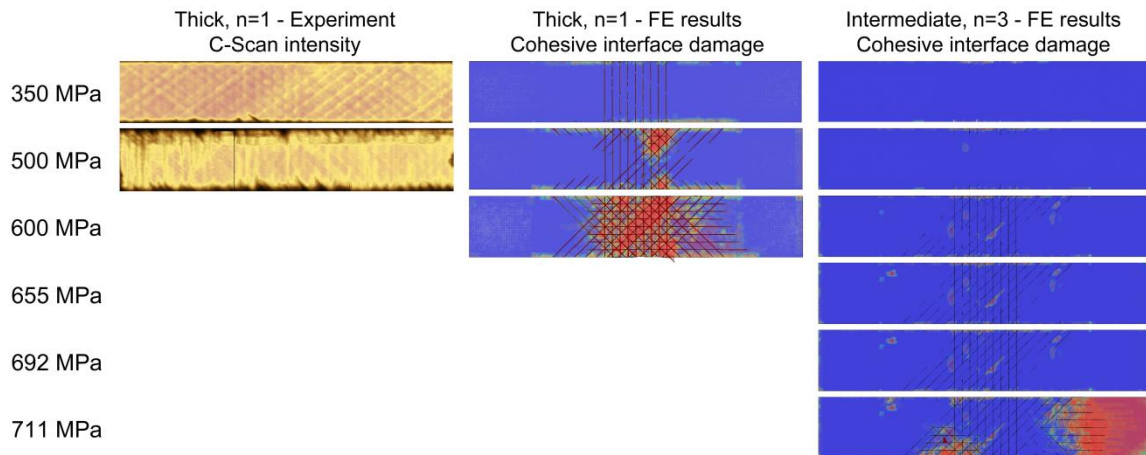 Thick, n=1 - Experiment
C-Scan intensity
Thick, n=1 - FE results
Cohesive interface damage
Intermediate, n=3 - FE results
Cohesive interface damage
350 MPa
500 MPa
600 MPa
655 MPa
692 MPa
711 MPa